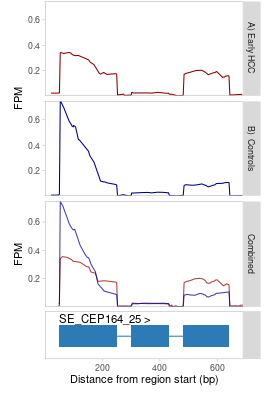 0.6
0.4
0.2
FPM
A) Early HCC
0.6
0.4
0.2
B) Controls
0.6
0.4
0.2
FPM
Combined
SE_CEP164_25 >
200
400
600
Distance from region start (bp)